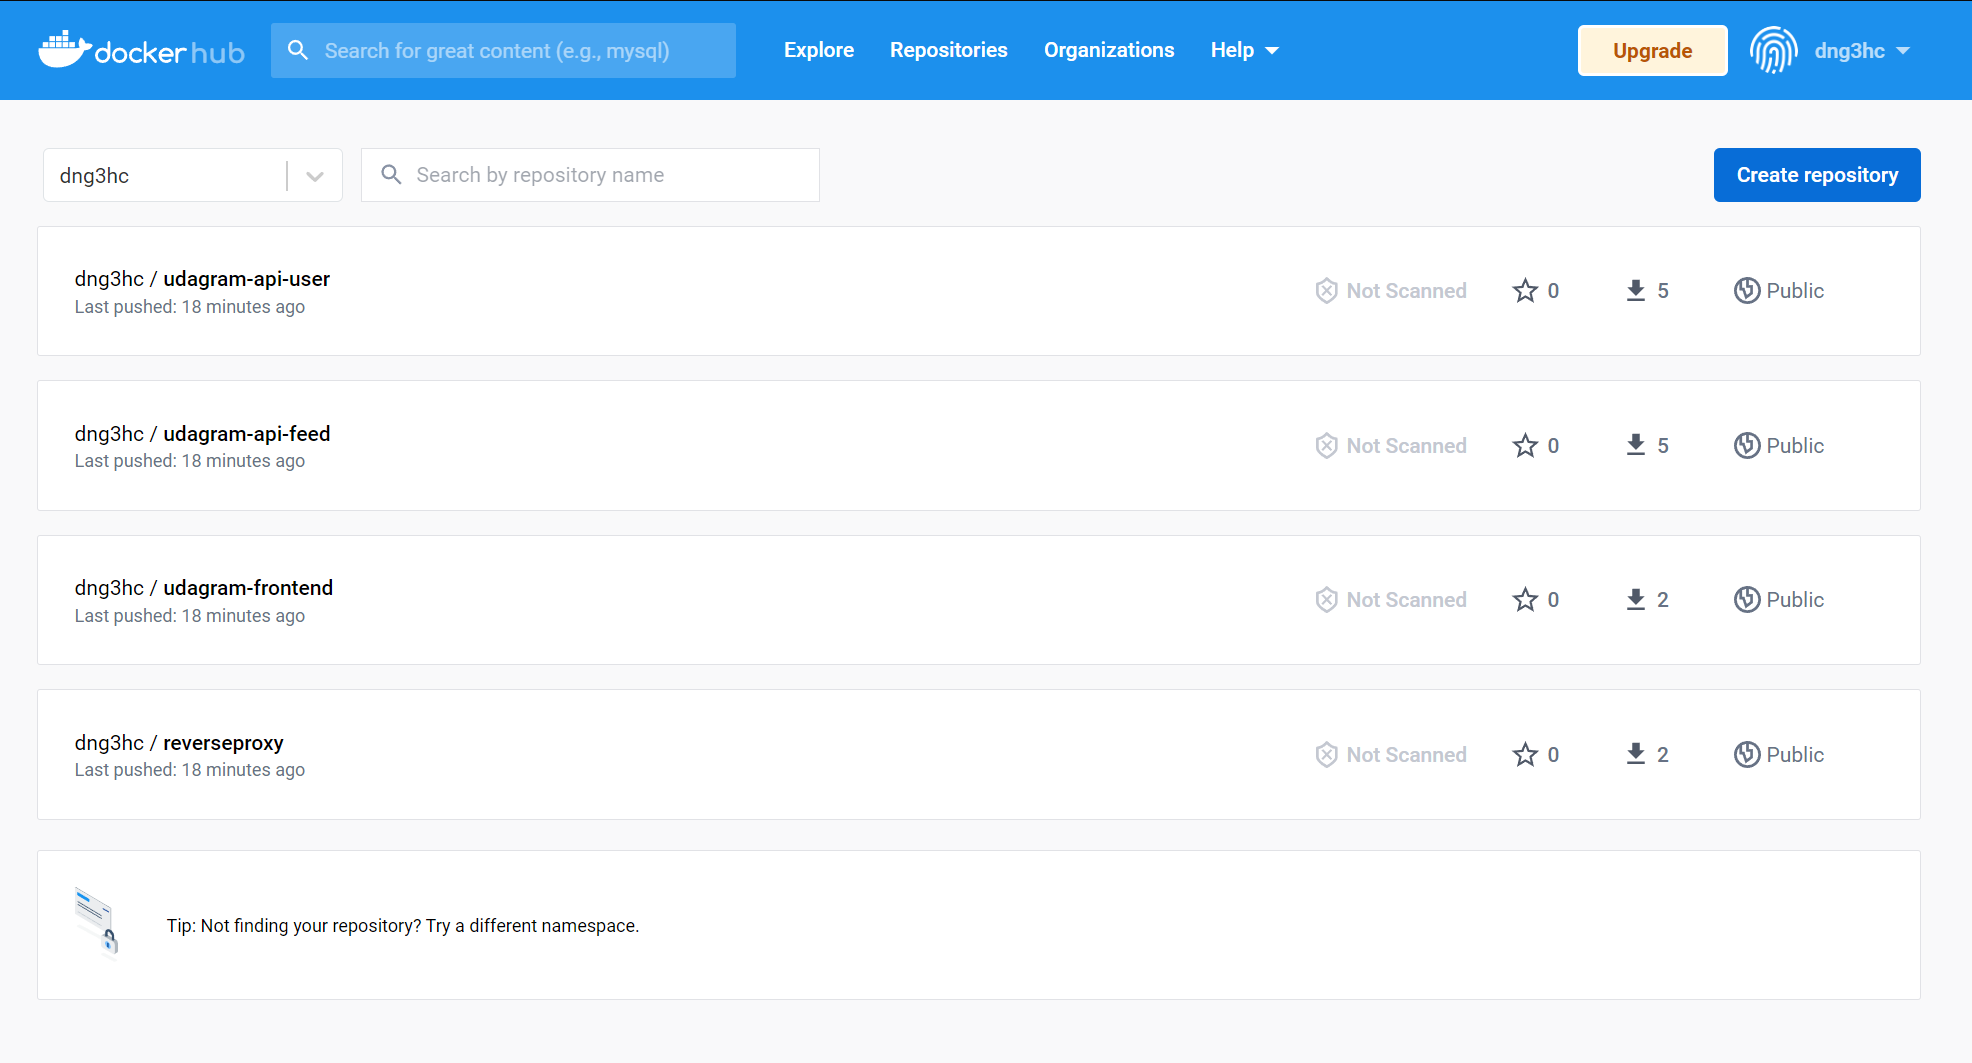 docker hub
Search for great content (e.g., mysql)
Explore
Repositories
Organizations
Help
Upgrade
dng3hc
dng3hc
Search by repository name
Create repository
dng3hc / udagram-api-user
Last pushed: 18 minutes ago
Not Scanned
0
5
Public
dng3hc / udagram-api-feed
Last pushed: 18 minutes ago
Not Scanned
0
5
Public
dng3hc / udagram-frontend
Last pushed: 18 minutes ago
Not Scanned
0
2
Public
dng3hc / reverseproxy
Last pushed: 18 minutes ago
Not Scanned
0
2
Public
Tip: Not finding your repository? Try a different namespace.